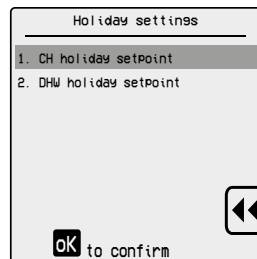 Holiday settings
1. CH holiday setpoint
2. DHW holiday setpoint
oK to confirm